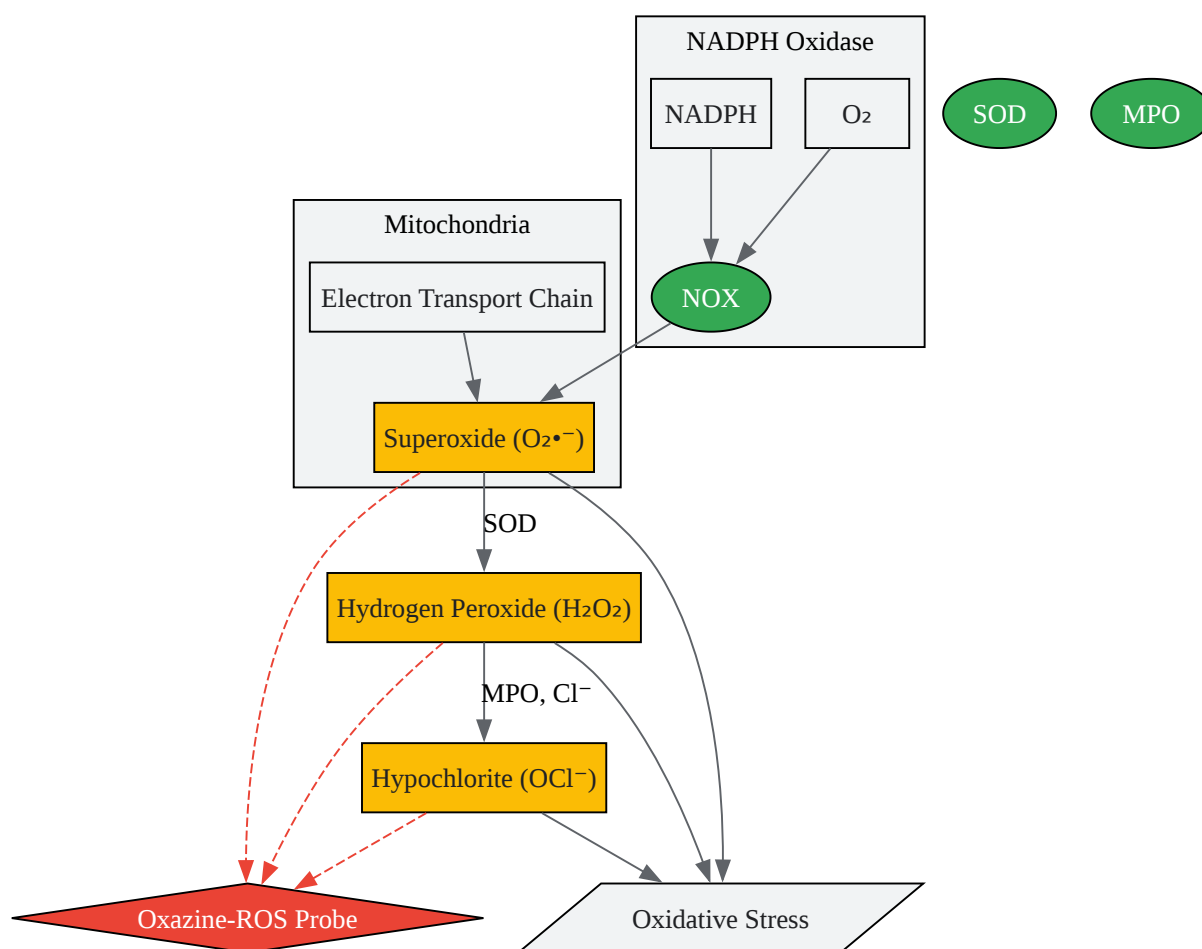 NADPH Oxidase
NADPH
O₂
SOD
MPO
Mitochondria
Electron Transport Chain
NOX
Superoxide (O₂•⁻)
SOD
Hydrogen Peroxide (H₂O₂)
MPO, Cl⁻
Hypochlorite (OCl⁻)
Oxazine-ROS Probe
Oxidative Stress